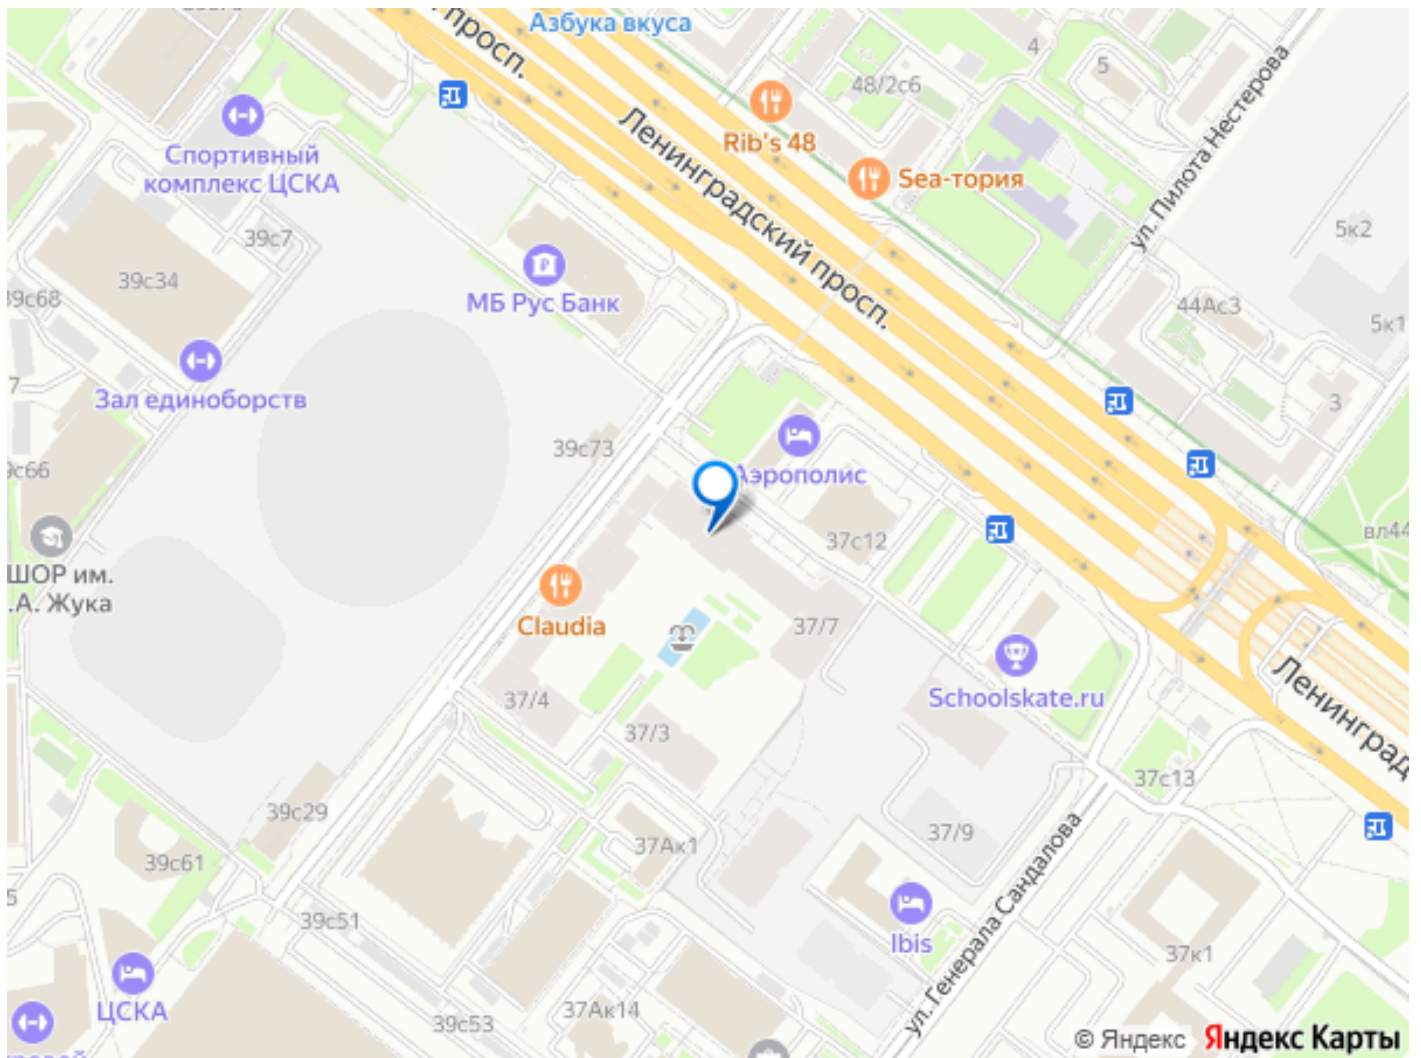 Азбука вкуса
просп.
4
5
48/2с6
ул. Пилота Нестерова
Rib's 48
Sea-тория
Ленинградский просп.
Спортивный
комплекс ЦСКА
39с7
39с34
39с68
МБ Рус Банк
5к2
44Ас3
5к1
7
Зал единоборств
3
39с73
Аэрополис
9с66
37с12
вл44
ШОР им.
.А. Жука
Claudia
37/7
Schoolskate.ru
Ленинград
37/4
37/3
37с13
39с29
37/9
37Ак1
39с61
5
39с51
Ibis
ул. Генерала Сандалова
37к1
ЦСКА
37Ак14
39с53
© Яндекс Яндекс Карты